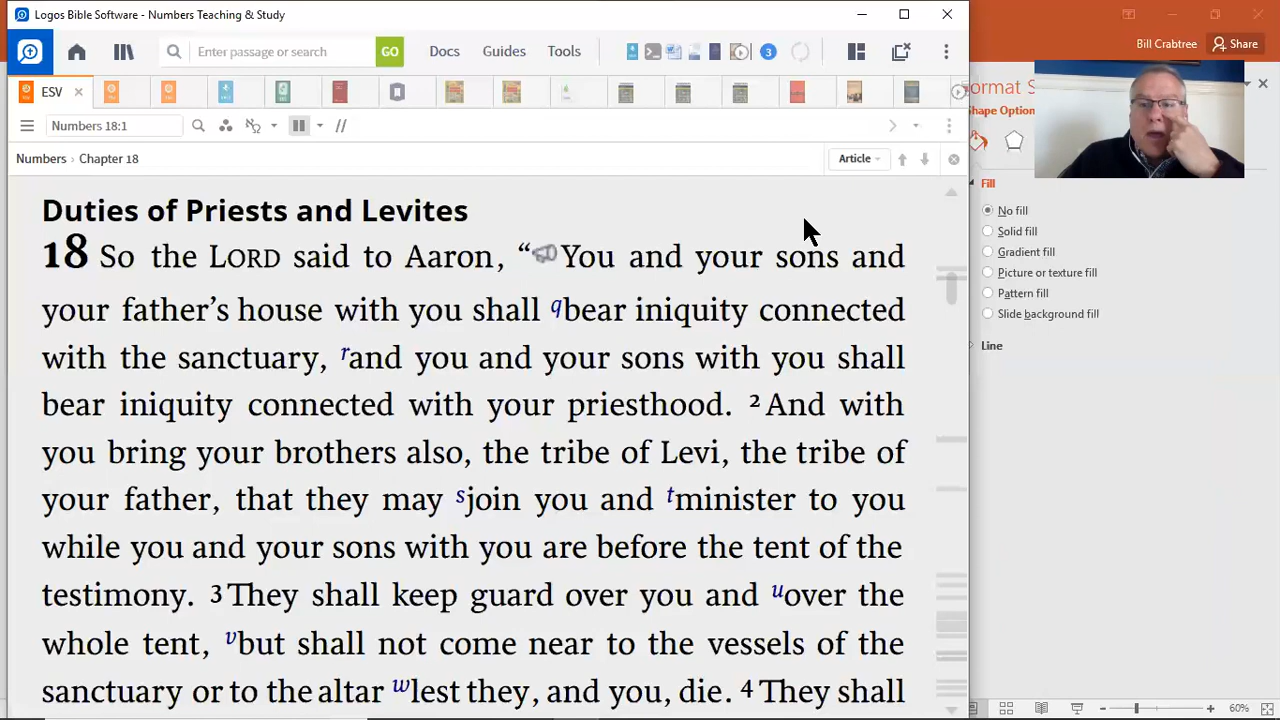 Logos Bible Software - Numbers Teaching & Study
Bill Crabtree
Share
Enter passage or search
GO
Docs
Guides
Tools
3
ESV
ormat S
Shape Optio
Numbers 18:1
Numbers › Chapter 18
Article
Fill
No fill
Solid fill
Gradient fill
Picture or texture fill
Pattern fill
Slide background fill
Line
Duties of Priests and Levites
18 So the LORD said to Aaron, “You and your sons and
your father’s house with you shall qbear iniquity connected
with the sanctuary, rand you and your sons with you shall
bear iniquity connected with your priesthood. 2 And with
you bring your brothers also, the tribe of Levi, the tribe of
your father, that they may sjoin you and tminister to you
while you and your sons with you are before the tent of the
testimony. 3 They shall keep guard over you and uover the
whole tent, vbut shall not come near to the vessels of the
sanctuary or to the altar wlest they, and you, die. 4 They shall
60%